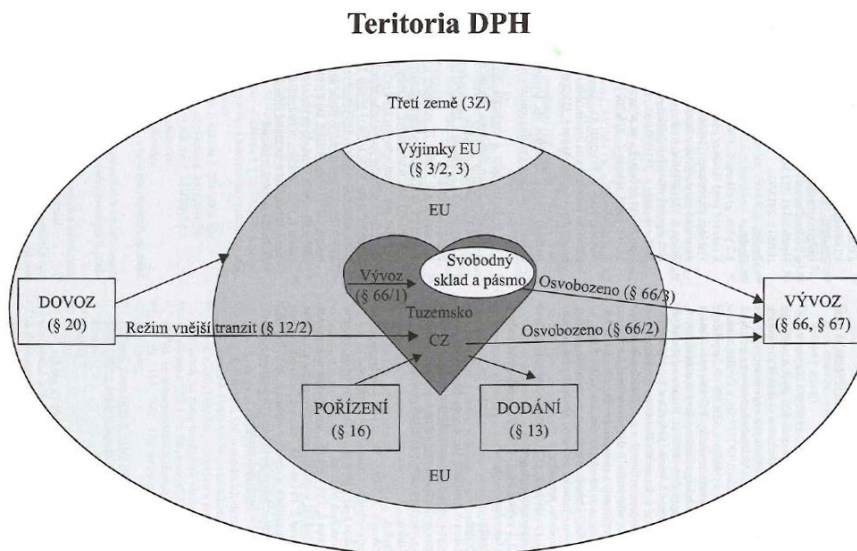 Teritoria DPH
Třetí země (3Z)
Výjimky EU
(§ 3/2, 3)
EU
Svobodný
sklad a pásmo
Vývoz
(§ 66/1)
Osvobozeno (§ 66/3)
DOVOZ
(§ 20)
VÝVOZ
(§ 66, § 67)
Tuzemsko
Režim vnější tranzit (§ 12/2)
CZ
Osvobozeno (§ 66/2)
POŘÍZENÍ
(§ 16)
DODÁNÍ
(§ 13)
EU